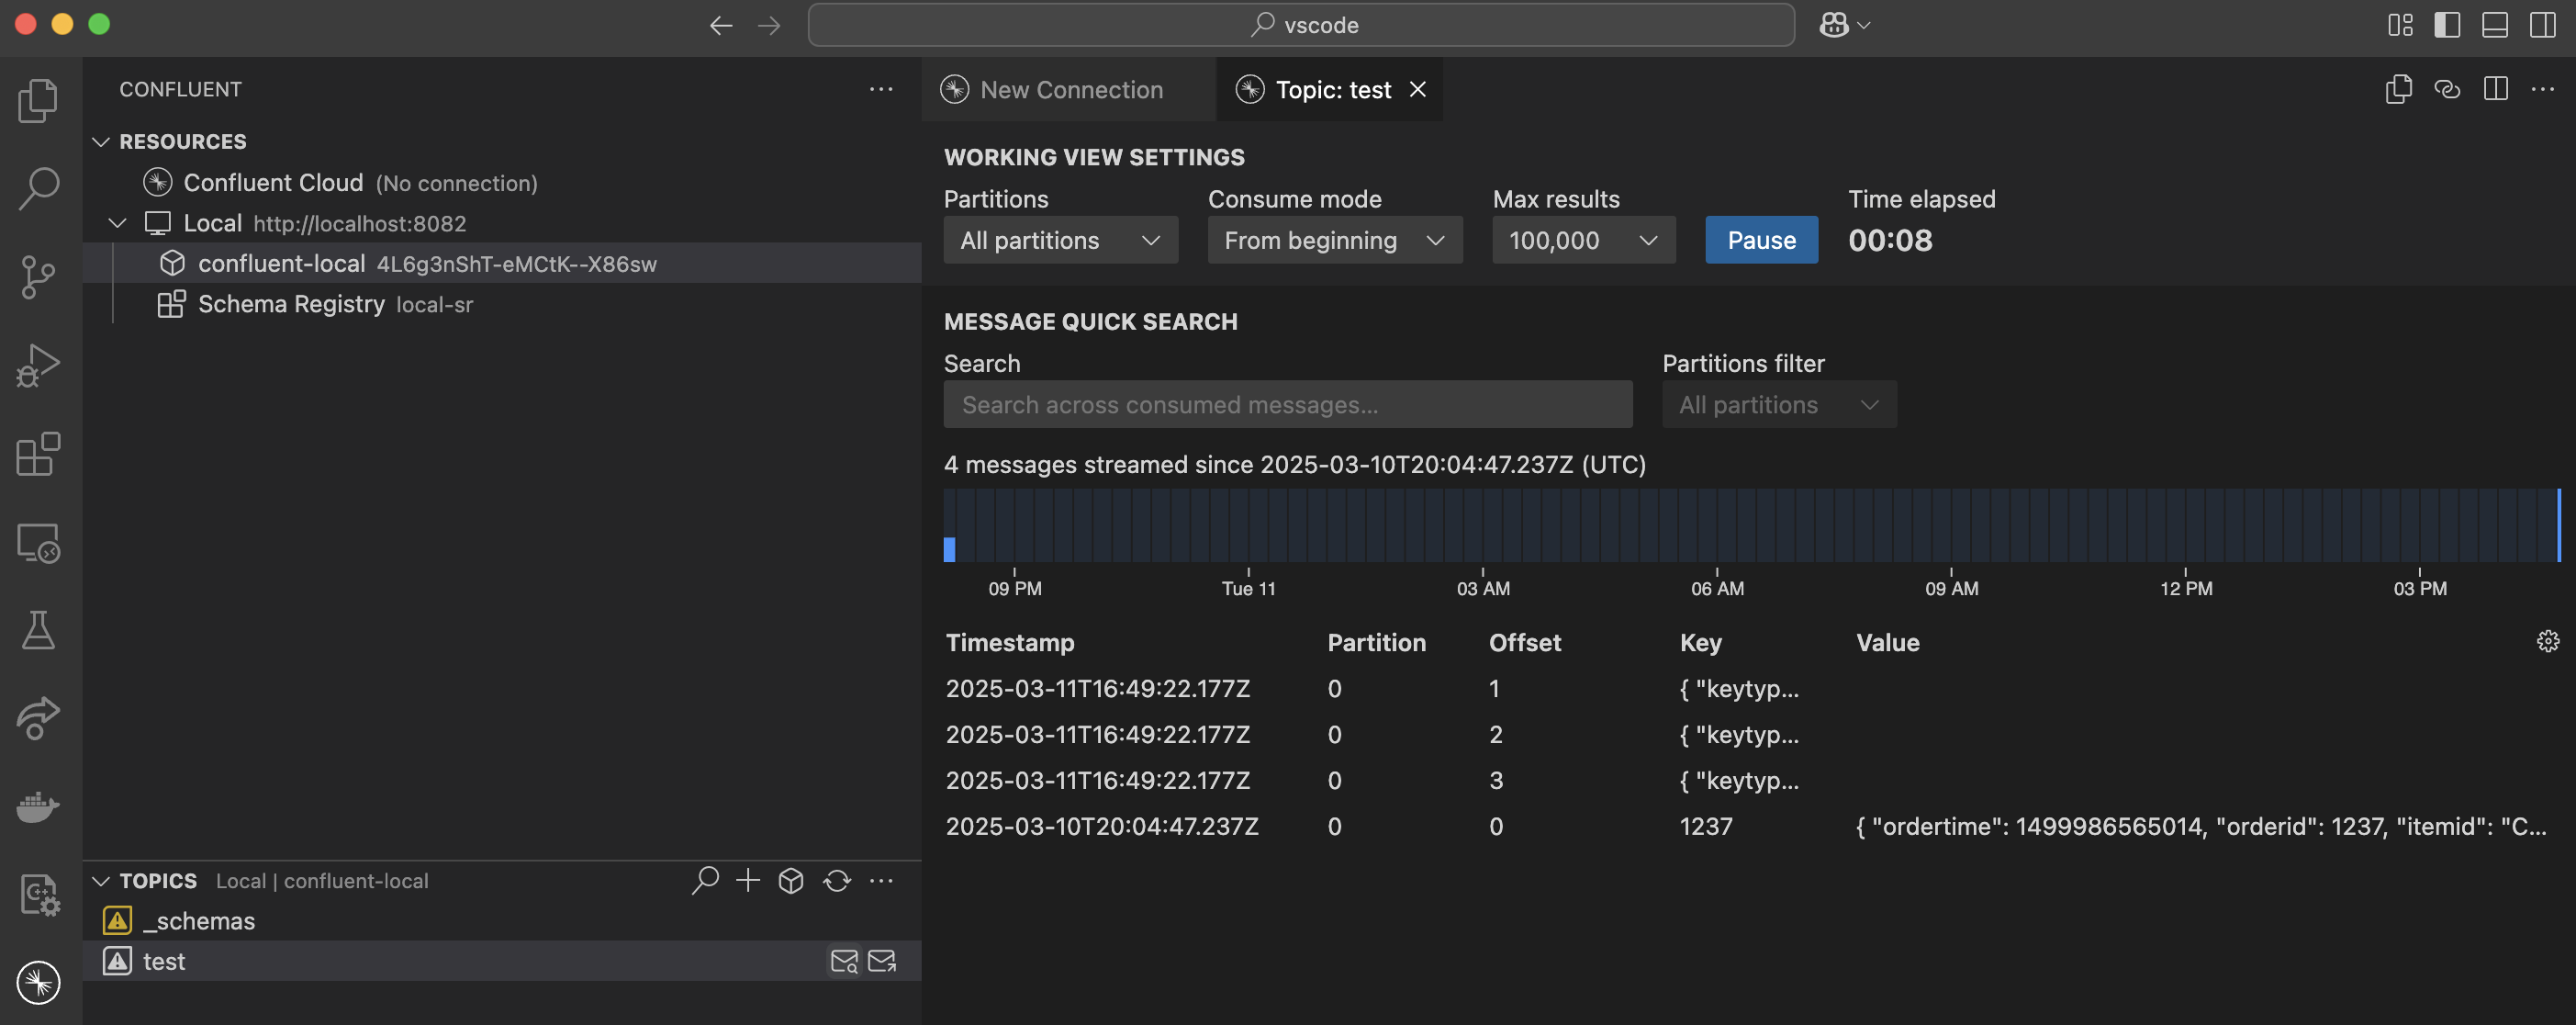 vscode
CONFLUENT
RESOURCES
Confluent Cloud (No connection)
Local http://localhost:8082
confluent-local 4L6g3nShT-eMCtK--X86sw
Schema Registry local-sr
TOPICS Local | confluent-local
_schemas
test
New Connection
Topic: test
WORKING VIEW SETTINGS
Partitions Consume mode Max results Time elapsed
All partitions From beginning 100,000 Pause 00:08
MESSAGE QUICK SEARCH
Search Partitions filter
Search across consumed messages... All partitions
4 messages streamed since 2025-03-10T20:04:47.237Z (UTC)
09 PM Tue 11 03 AM 06 AM 09 AM 12 PM 03 PM
Timestamp Partition Offset Key Value
2025-03-11T16:49:22.177Z 0 1 { "keytyp...
2025-03-11T16:49:22.177Z 0 2 { "keytyp...
2025-03-11T16:49:22.177Z 0 3 { "keytyp...
2025-03-10T20:04:47.237Z 0 0 1237 { "ordertime": 1499986565014, "orderid": 1237, "itemid": "C...